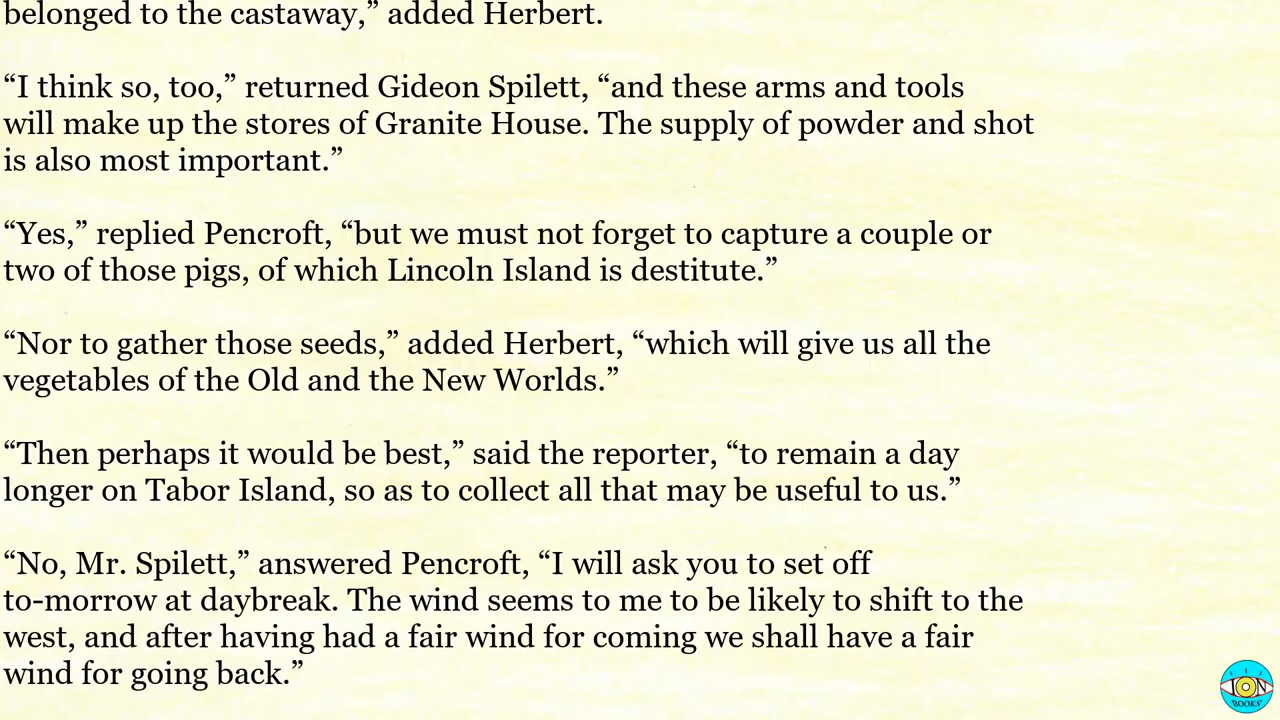 belonged to the castaway,” added Herbert.
“I think so, too,” returned Gideon Spilett, “and these arms and tools
will make up the stores of Granite House. The supply of powder and shot
is also most important.”
“Yes,” replied Pencroft, “but we must not forget to capture a couple or
two of those pigs, of which Lincoln Island is destitute.”
“Nor to gather those seeds,” added Herbert, “which will give us all the
vegetables of the Old and the New Worlds.”
“Then perhaps it would be best,” said the reporter, “to remain a day
longer on Tabor Island, so as to collect all that may be useful to us.”
“No, Mr. Spilett,” answered Pencroft, “I will ask you to set off
to-morrow at daybreak. The wind seems to me to be likely to shift to the
west, and after having had a fair wind for coming we shall have a fair
wind for going back.”
ION
BOOKS